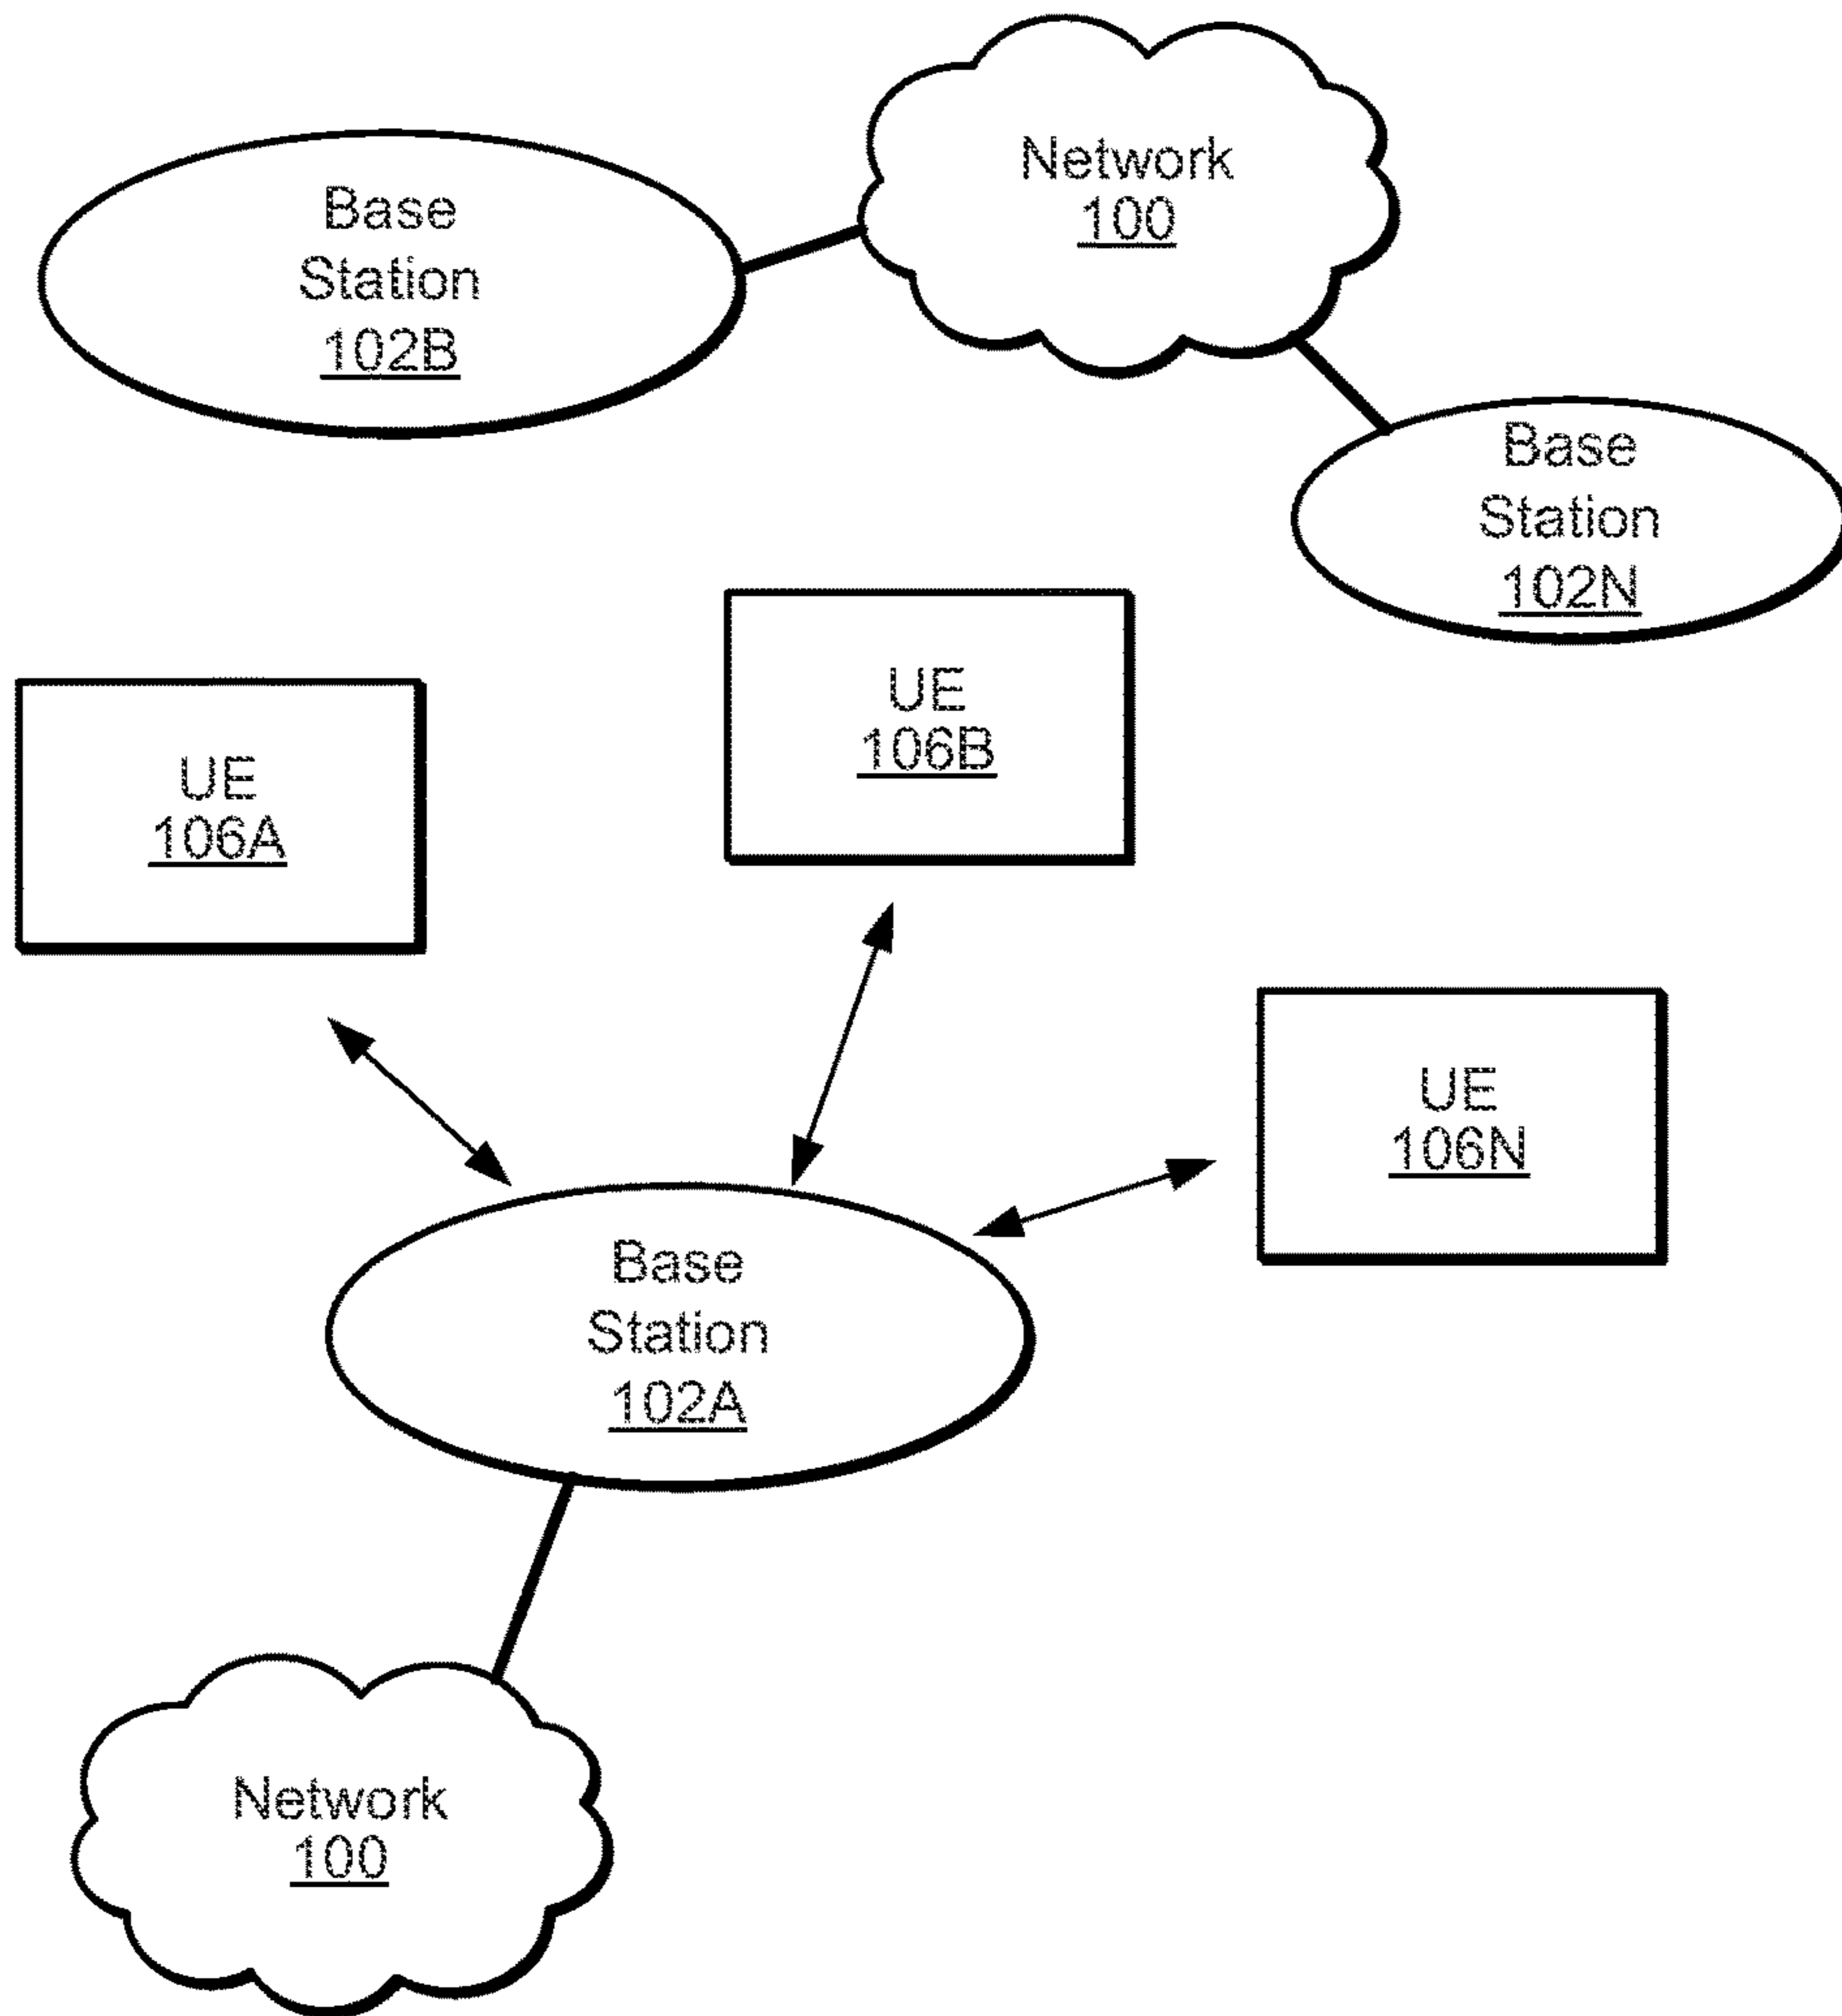 Network
100
Base
Station
102B
Base
Station
102N
UE
106B
UE
106A
UE
106N
Base
Station
102A
Network
100